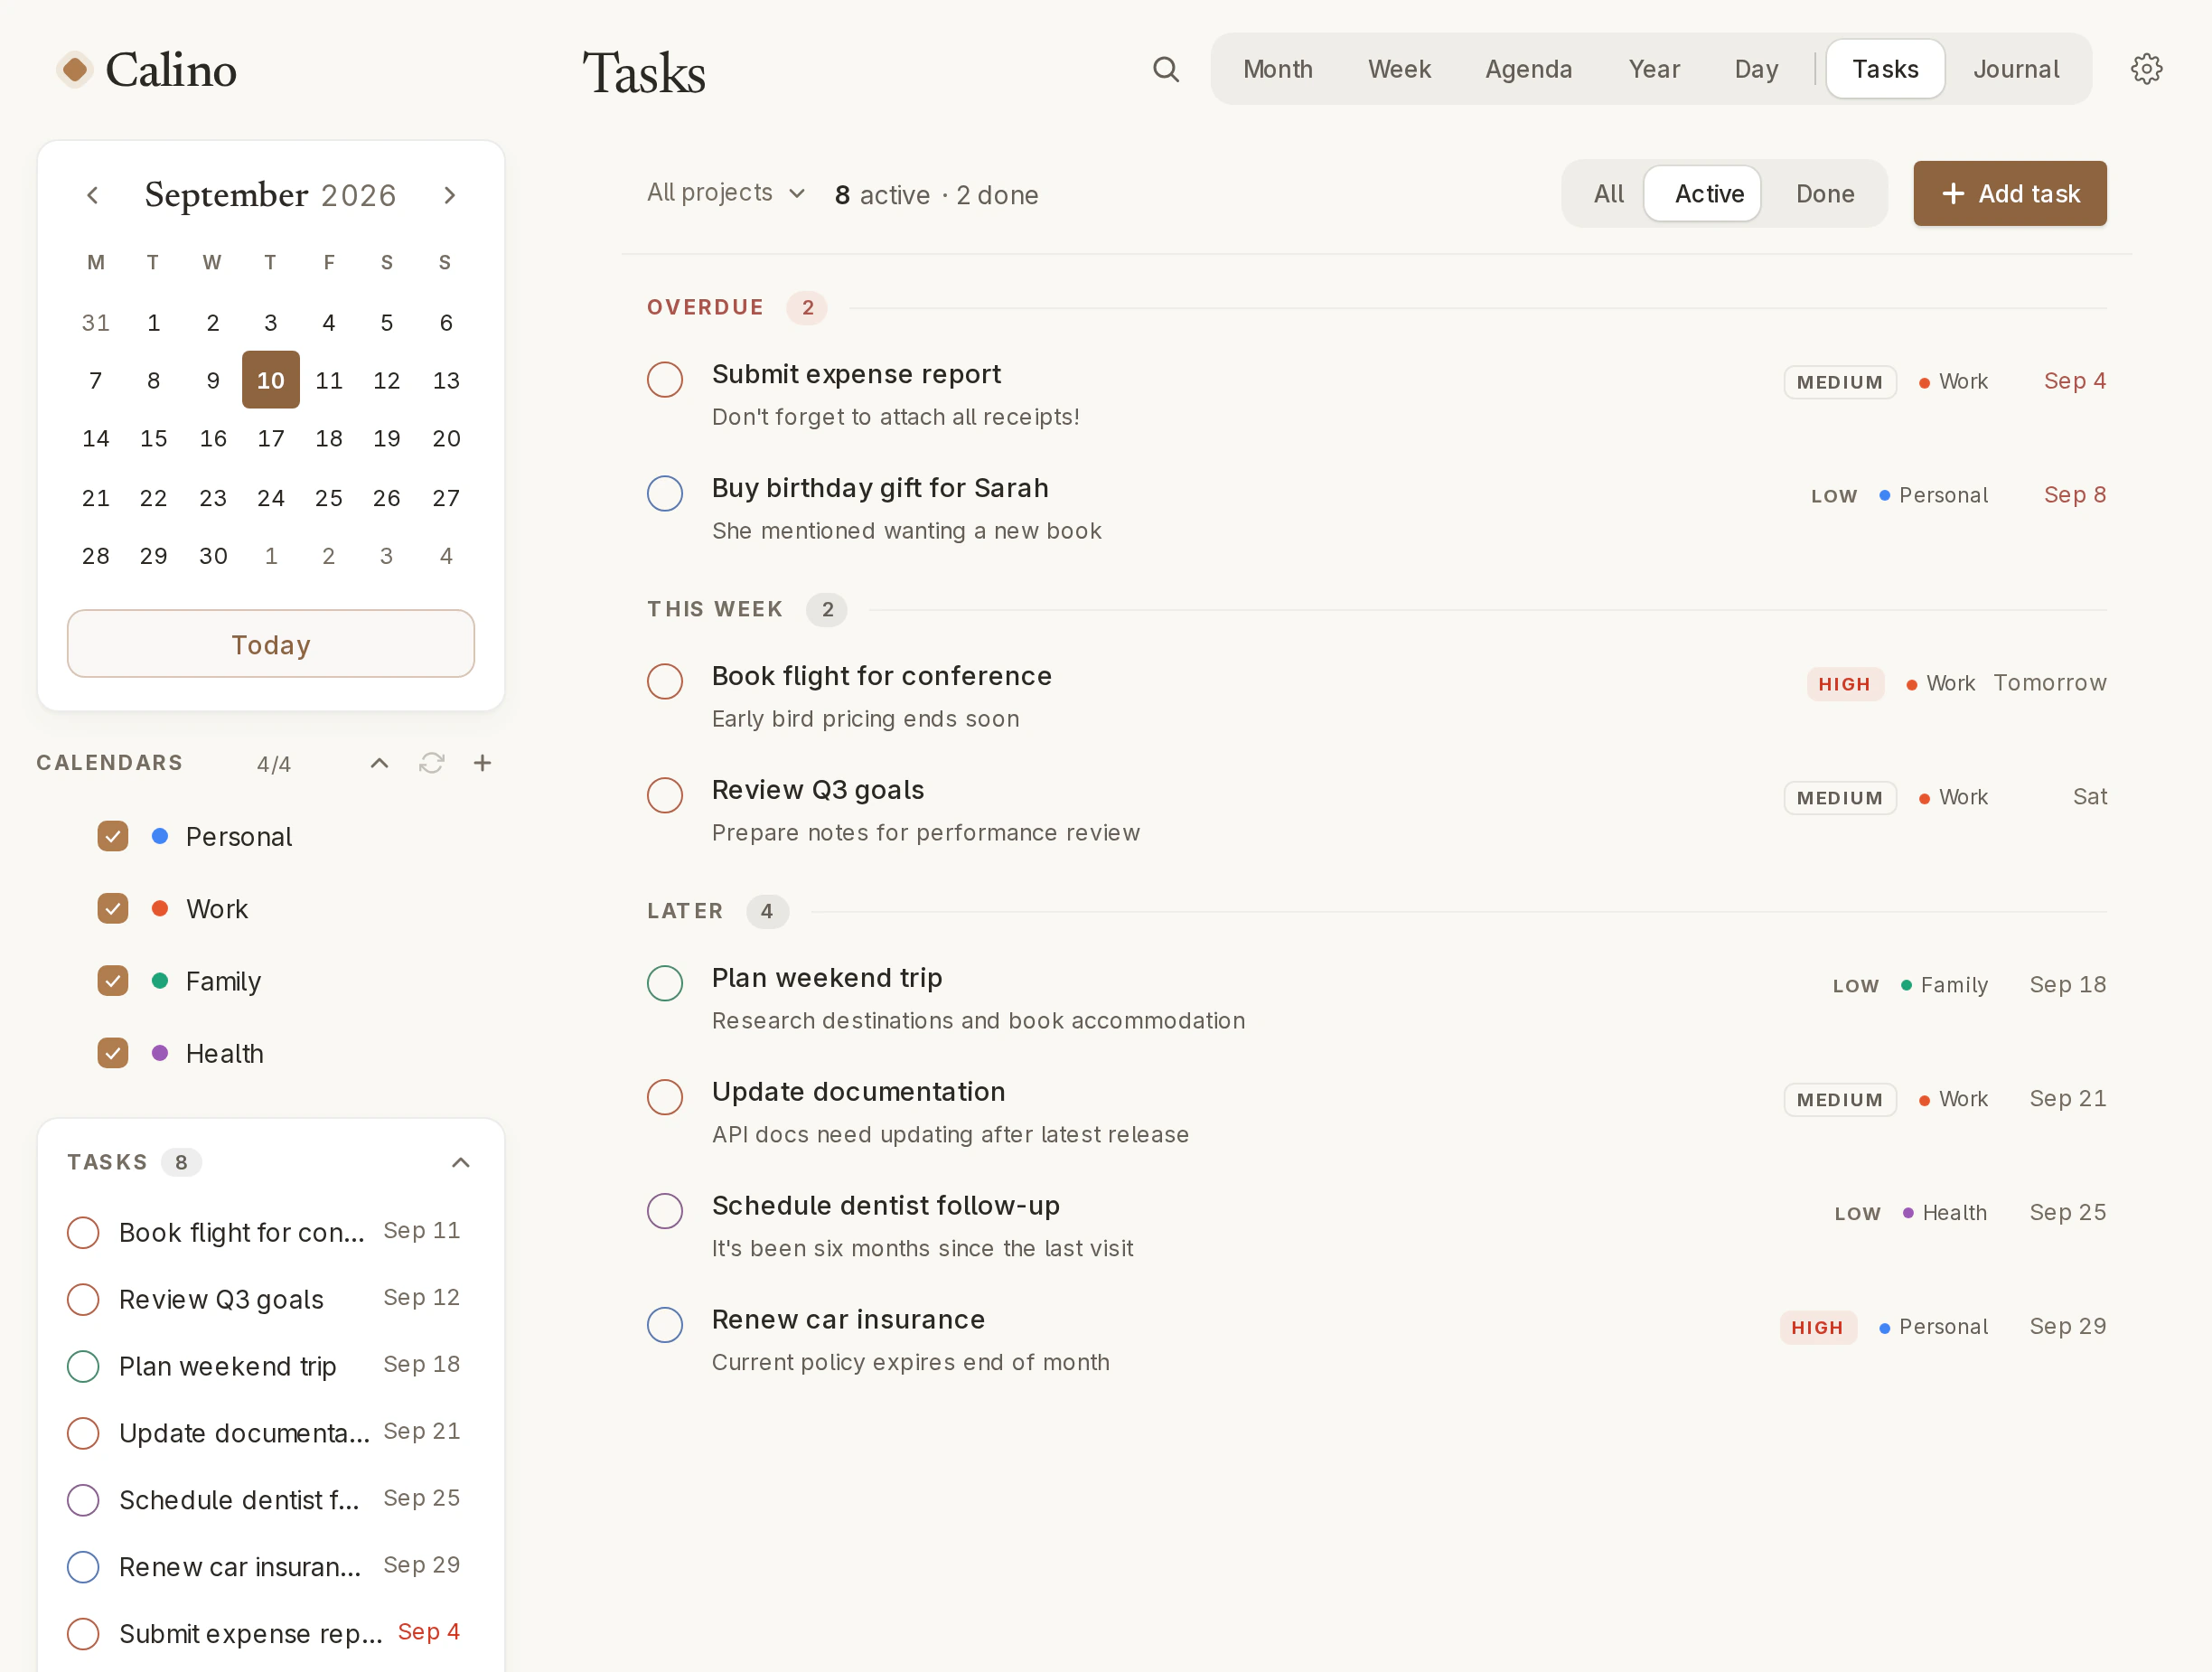 Calino
Tasks
Month Week Agenda Year Day Tasks Journal
September 2026
M T W T F S S
31 1 2 3 4 5 6
7 8 9 10 11 12 13
14 15 16 17 18 19 20
21 22 23 24 25 26 27
28 29 30 1 2 3 4
Today
CALENDARS 4/4
Personal
Work
Family
Health
TASKS 8
Book flight for con... Sep 11
Review Q3 goals Sep 12
Plan weekend trip Sep 18
Update documenta... Sep 21
Schedule dentist f... Sep 25
Renew car insuran... Sep 29
Submit expense rep... Sep 4
All projects 8 active · 2 done
All Active Done + Add task
OVERDUE 2
Submit expense report MEDIUM Work Sep 4
Don't forget to attach all receipts!
Buy birthday gift for Sarah LOW Personal Sep 8
She mentioned wanting a new book
THIS WEEK 2
Book flight for conference HIGH Work Tomorrow
Early bird pricing ends soon
Review Q3 goals MEDIUM Work Sat
Prepare notes for performance review
LATER 4
Plan weekend trip LOW Family Sep 18
Research destinations and book accommodation
Update documentation MEDIUM Work Sep 21
API docs need updating after latest release
Schedule dentist follow-up LOW Health Sep 25
It's been six months since the last visit
Renew car insurance HIGH Personal Sep 29
Current policy expires end of month